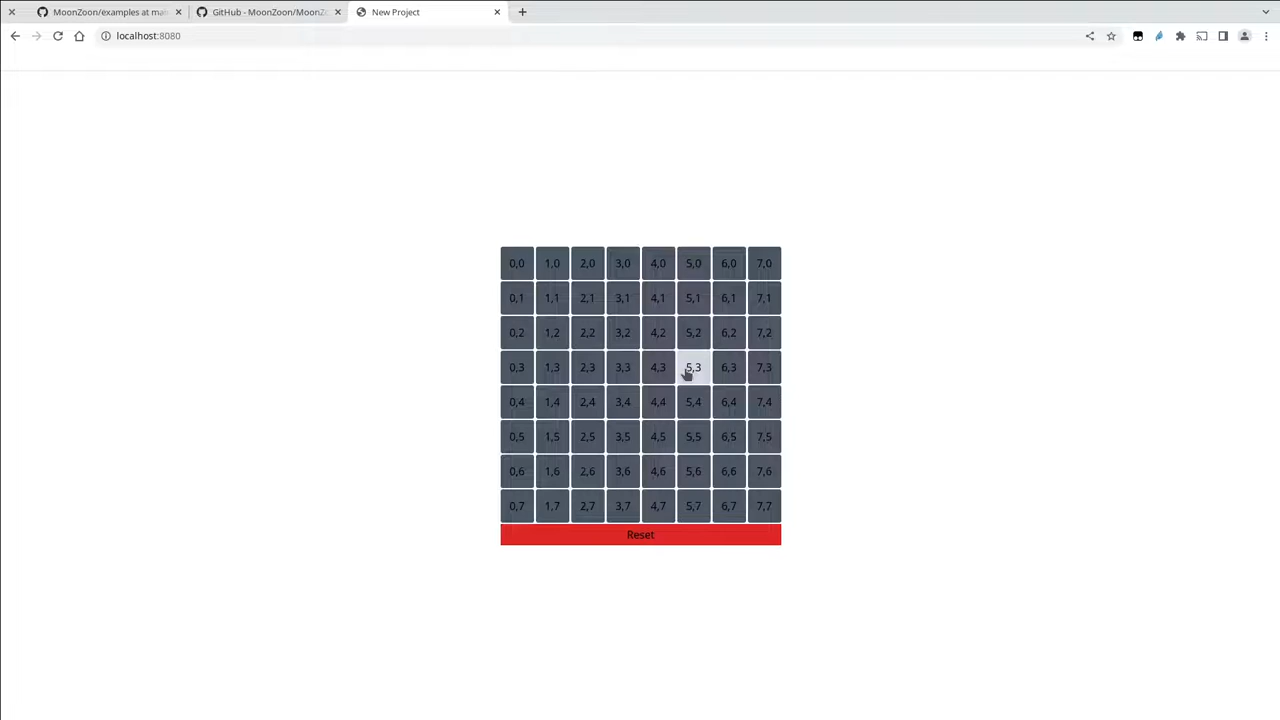 MoonZoon/examples at ma
GitHub - MoonZoon/MoonZ
New Project
localhost:8080
0,0 1,0 2,0 3,0 4,0 5,0 6,0 7,0
0,1 1,1 2,1 3,1 4,1 5,1 6,1 7,1
0,2 1,2 2,2 3,2 4,2 5,2 6,2 7,2
0,3 1,3 2,3 3,3 4,3 5,3 6,3 7,3
0,4 1,4 2,4 3,4 4,4 5,4 6,4 7,4
0,5 1,5 2,5 3,5 4,5 5,5 6,5 7,5
0,6 1,6 2,6 3,6 4,6 5,6 6,6 7,6
0,7 1,7 2,7 3,7 4,7 5,7 6,7 7,7
Reset